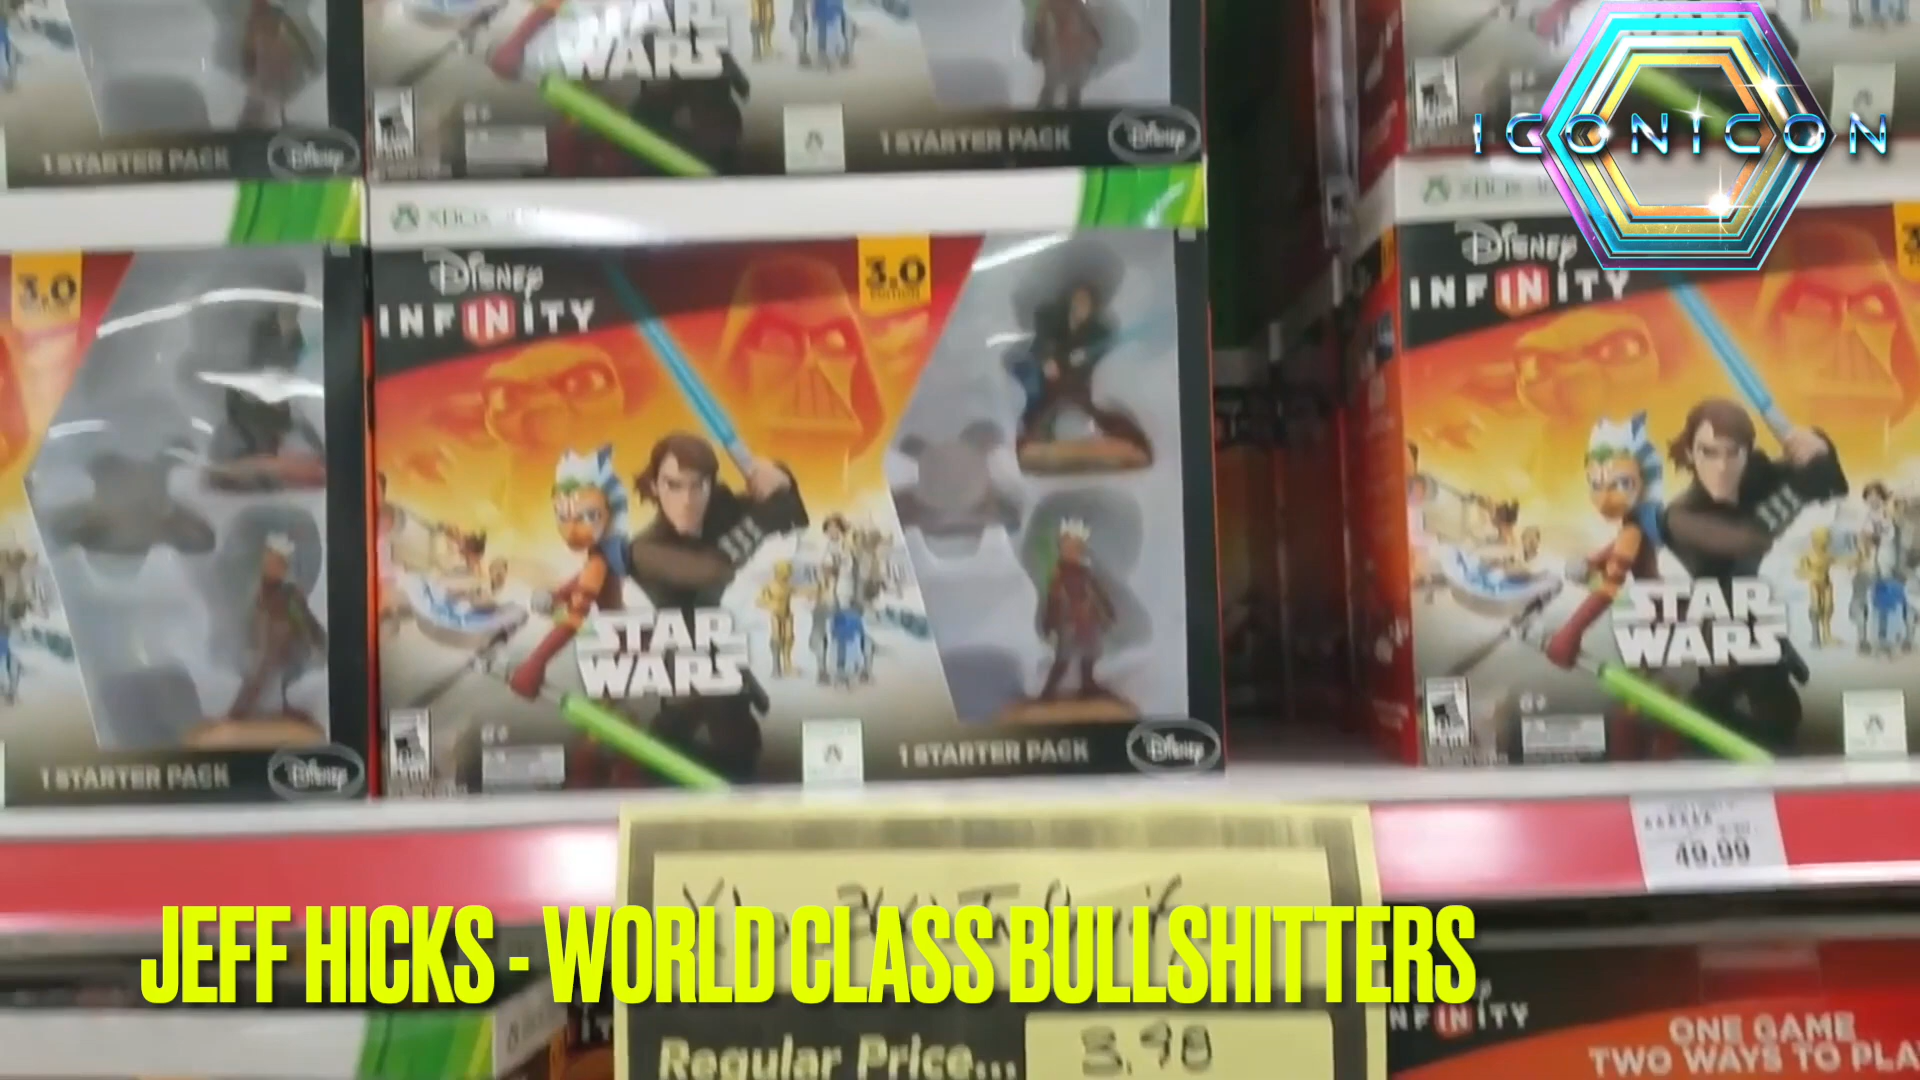 STAR
WARS
1 STARTER PACK
Disney
1 STARTER PACK
Disney
ICONICON
XBOX
DISNEY
INFINITY
3.0
EDITION
STAR
WARS
1 STARTER PACK
Disney
3.0
1 STARTER PACK
Disney
DISNEY
INFINITY
STAR
WARS
49.99
JEFF HICKS - WORLD CLASS BULLSHITTERS
Regular Price...
3.98
INFINITY
ONE GAME
TWO WAYS TO PLA